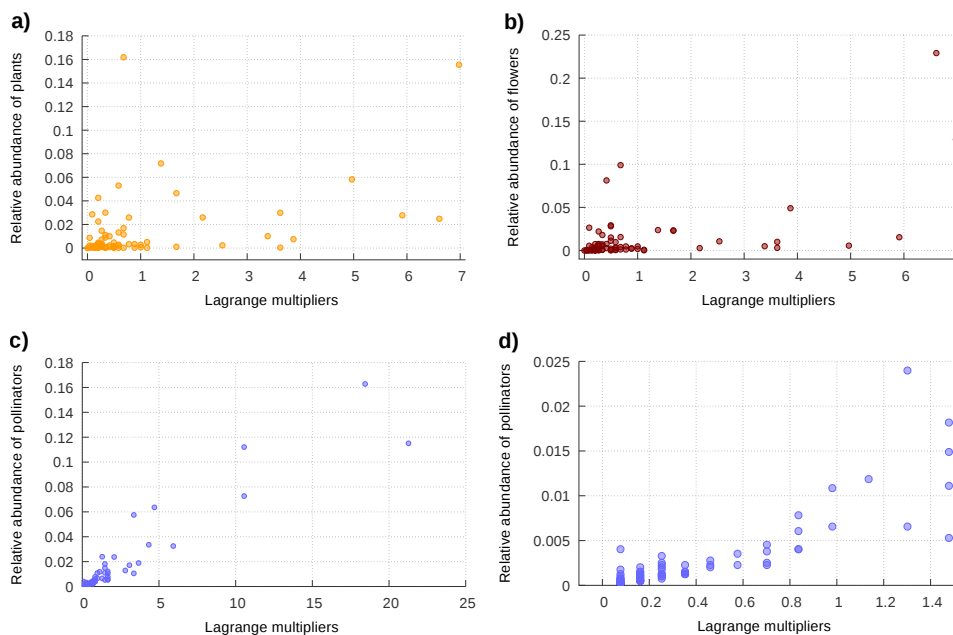 a)
Relative abundance of plants
0.18
0.16
0.14
0.12
0.1
0.08
0.06
0.04
0.02
0
0 1 2 3 4 5 6 7
Lagrange multipliers
b)
Relative abundance of flowers
0.25
0.2
0.15
0.1
0.05
0
0 1 2 3 4 5 6
Lagrange multipliers
c)
Relative abundance of pollinators
0.18
0.16
0.14
0.12
0.1
0.08
0.06
0.04
0.02
0
0 5 10 15 20 25
Lagrange multipliers
d)
Relative abundance of pollinators
0.025
0.02
0.015
0.01
0.005
0
0 0.2 0.4 0.6 0.8 1 1.2 1.4
Lagrange multipliers